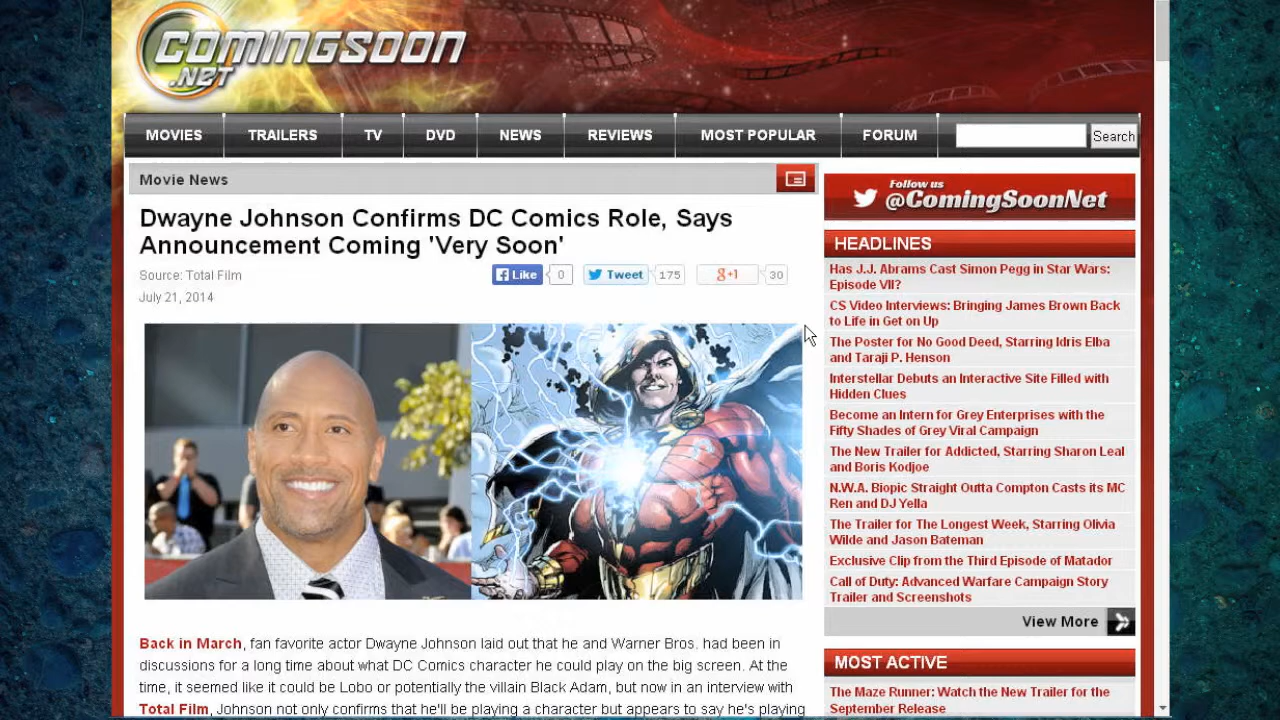 COMINGSOON
.NET
MOVIES TRAILERS TV DVD NEWS REVIEWS MOST POPULAR FORUM Search
Movie News
Dwayne Johnson Confirms DC Comics Role, Says
Announcement Coming 'Very Soon'
Source: Total Film
Like 0 Tweet 175 g+1 30
July 21, 2014
Back in March, fan favorite actor Dwayne Johnson laid out that he and Warner Bros. had been in
discussions for a long time about what DC Comics character he could play on the big screen. At the
time, it seemed like it could be Lobo or potentially the villain Black Adam, but now in an interview with
Total Film, Johnson not only confirms that he'll be playing a character but appears to say he's playing
Follow us
@ComingSoonNet
HEADLINES
Has J.J. Abrams Cast Simon Pegg in Star Wars:
Episode VII?
CS Video Interviews: Bringing James Brown Back
to Life in Get on Up
The Poster for No Good Deed, Starring Idris Elba
and Taraji P. Henson
Interstellar Debuts an Interactive Site Filled with
Hidden Clues
Become an Intern for Grey Enterprises with the
Fifty Shades of Grey Viral Campaign
The New Trailer for Addicted, Starring Sharon Leal
and Boris Kodjoe
N.W.A. Biopic Straight Outta Compton Casts its MC
Ren and DJ Yella
The Trailer for The Longest Week, Starring Olivia
Wilde and Jason Bateman
Exclusive Clip from the Third Episode of Matador
Call of Duty: Advanced Warfare Campaign Story
Trailer and Screenshots
View More
MOST ACTIVE
The Maze Runner: Watch the New Trailer for the
September Release